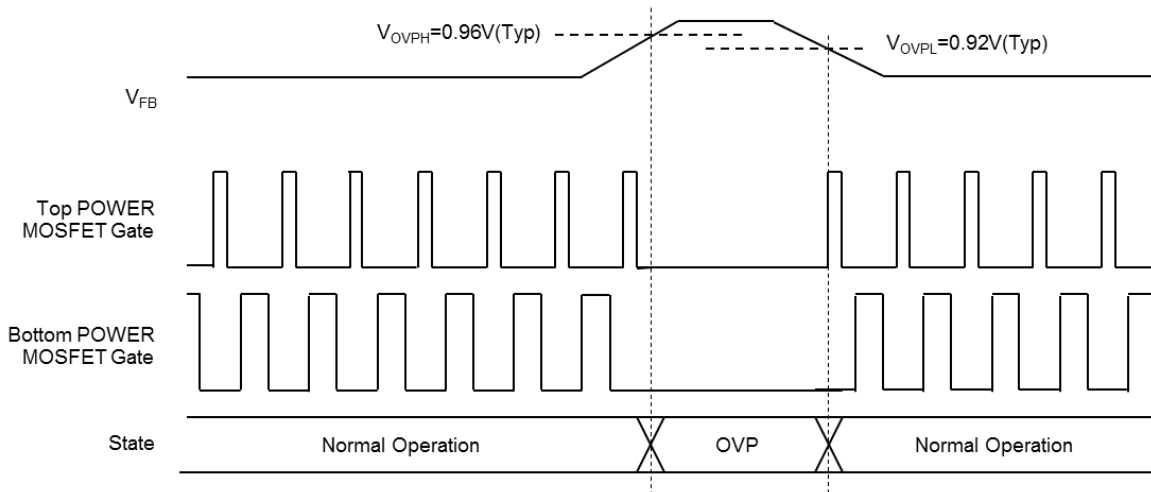 V_OVPH=0.96V(Typ)
V_OVPL=0.92V(Typ)
V_FB
Top POWER
MOSFET Gate
Bottom POWER
MOSFET Gate
State
Normal Operation
OVP
Normal Operation